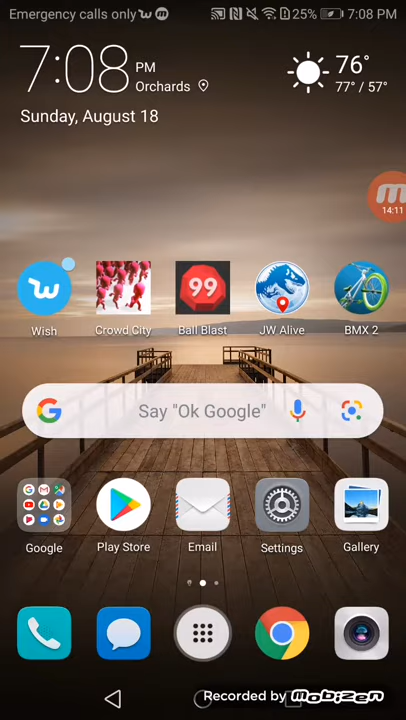 Emergency calls only 25% 7:08 PM
7:08 PM
Orchards
Sunday, August 18
76°
77° / 57°
14:11
99
Wish
Crowd City
Ball Blast
JW Alive
BMX 2
Say "Ok Google"
Google
Play Store
Email
Settings
Gallery
Recorded by Mobizen